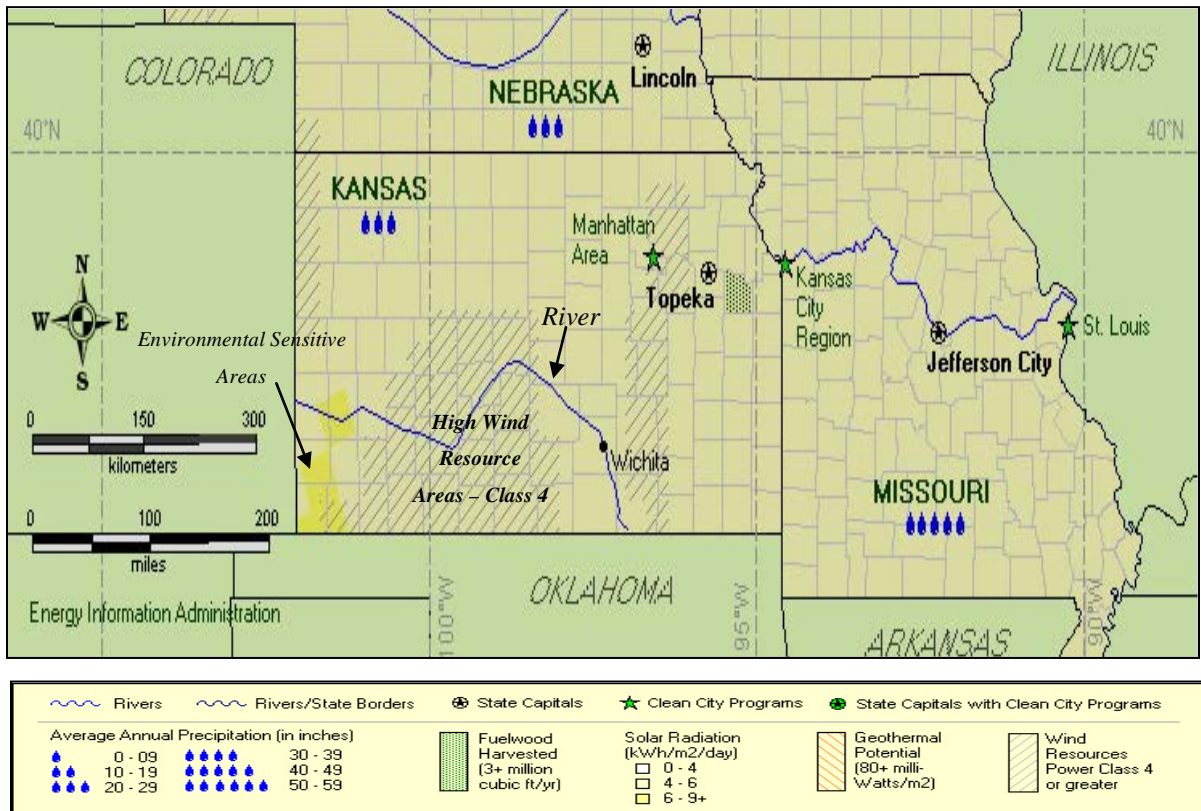 COLORADO
ILLINOIS
Lincoln
NEBRASKA
40°N
40°N
KANSAS
Manhattan
Area
N
W
E
S
Topeka
Kansas
City
Region
River
St. Louis
Jefferson City
Environmental Sensitive
Areas
0 150 300
kilometers
High Wind
Resource
Areas – Class 4
Wichita
MISSOURI
0 100 200
miles
OKLAHOMA
100°W
95°W
90°W
Energy Information Administration
ARKANSAS
Rivers
Rivers/State Borders
State Capitals
Clean City Programs
State Capitals with Clean City Programs
Average Annual Precipitation (in inches)
0 - 09
10 - 19
20 - 29
30 - 39
40 - 49
50 - 59
Fuelwood
Harvested
(3+ million
cubic ft/yr)
Solar Radiation
(kWh/m2/day)
0 - 4
4 - 6
6 - 9+
Geothermal
Potential
(80+ milli-
Watts/m2)
Wind
Resources
Power Class 4
or greater